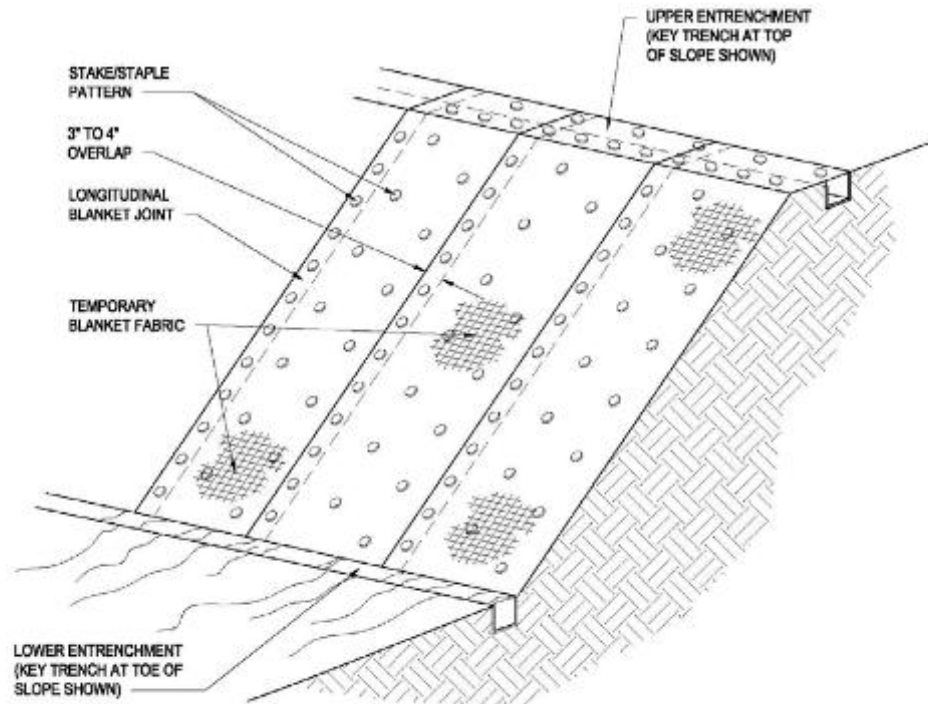 UPPER ENTRENCHMENT
(KEY TRENCH AT TOP
OF SLOPE SHOWN)
STAKE/STAPLE
PATTERN
3" TO 4"
OVERLAP
LONGITUDINAL
BLANKET JOINT
TEMPORARY
BLANKET FABRIC
LOWER ENTRENCHMENT
(KEY TRENCH AT TOE OF
SLOPE SHOWN)